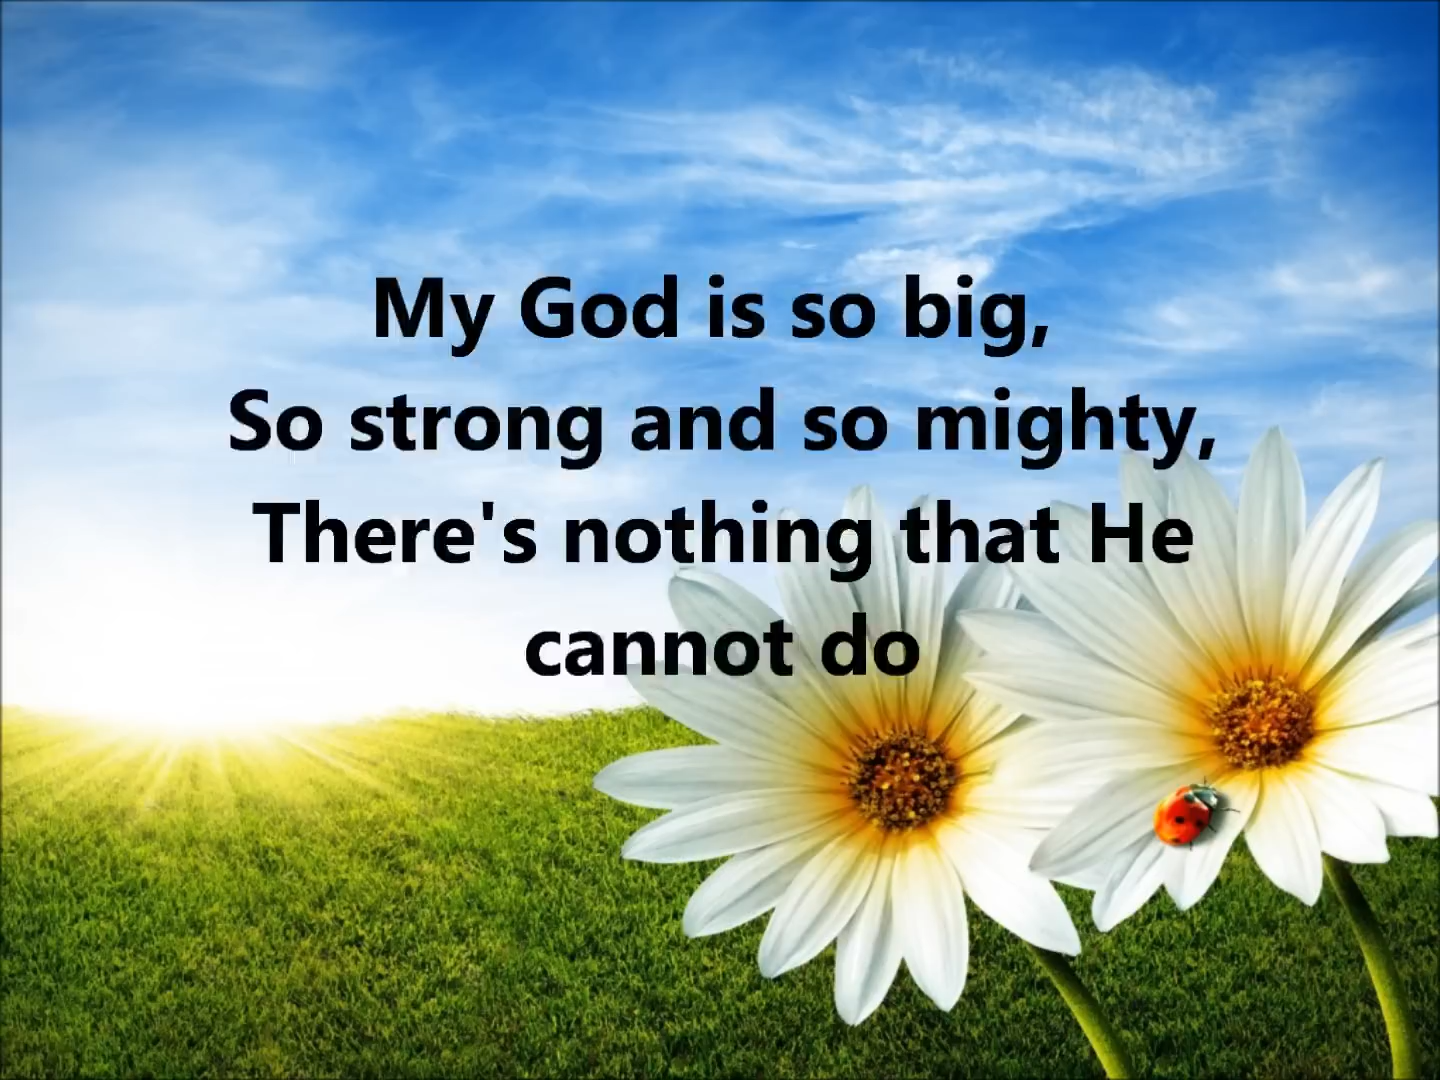 My God is so big,
So strong and so mighty,
There's nothing that He
cannot do